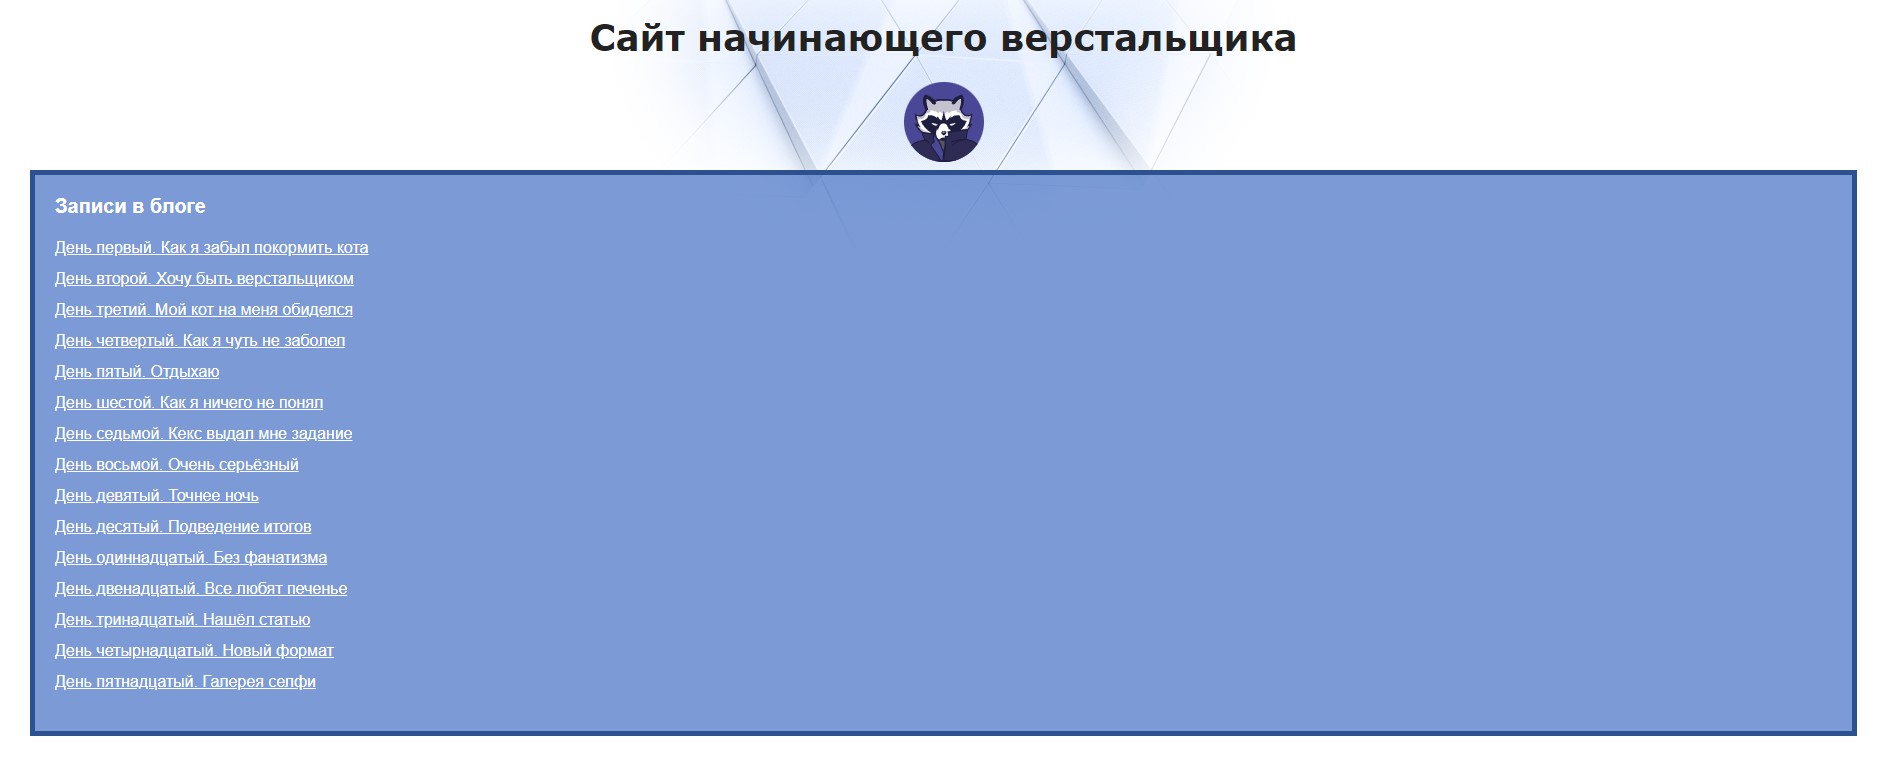 Сайт начинающего верстальщика
Записи в блоге
День первый. Как я забыл покормить кота
День второй. Хочу быть верстальщиком
День третий. Мой кот на меня обиделся
День четвертый. Как я чуть не заболел
День пятый. Отдыхаю
День шестой. Как я ничего не понял
День седьмой. Кекс выдал мне задание
День восьмой. Очень серьёзный
День девятый. Точнее ночь
День десятый. Подведение итогов
День одиннадцатый. Без фанатизма
День двенадцатый. Все любят печенье
День тринадцатый. Нашёл статью
День четырнадцатый. Новый формат
День пятнадцатый. Галерея селфи